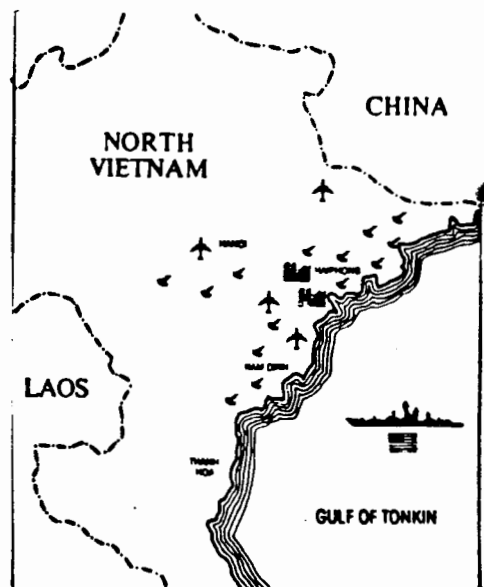 CHINA
NORTH
VIETNAM
HANOI
HAIPHONG
NAM DINH
LAOS
THANH
HOA
GULF OF TONKIN